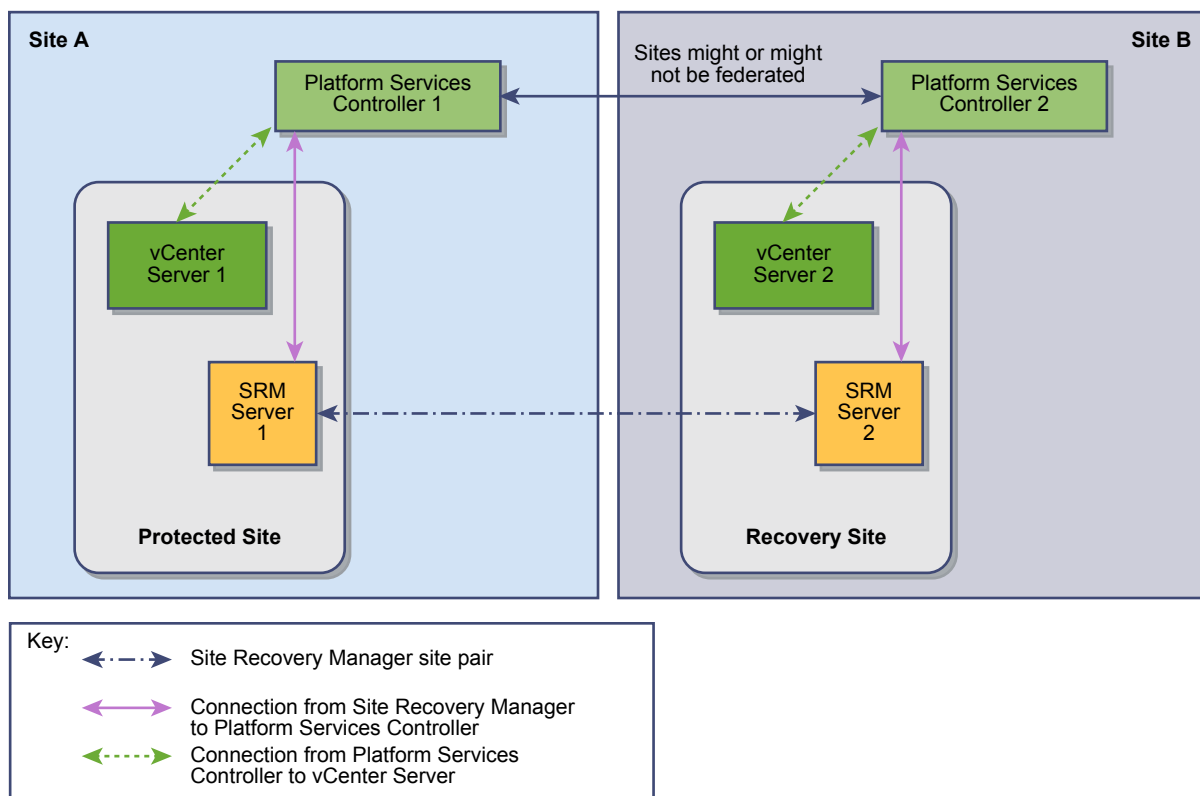 Site A
Site B
Sites might or might
not be federated
Platform Services
Controller 1
Platform Services
Controller 2
vCenter
Server 1
vCenter
Server 2
SRM
Server
1
SRM
Server
2
Protected Site
Recovery Site
Key:
Site Recovery Manager site pair
Connection from Site Recovery Manager
to Platform Services Controller
Connection from Platform Services
Controller to vCenter Server